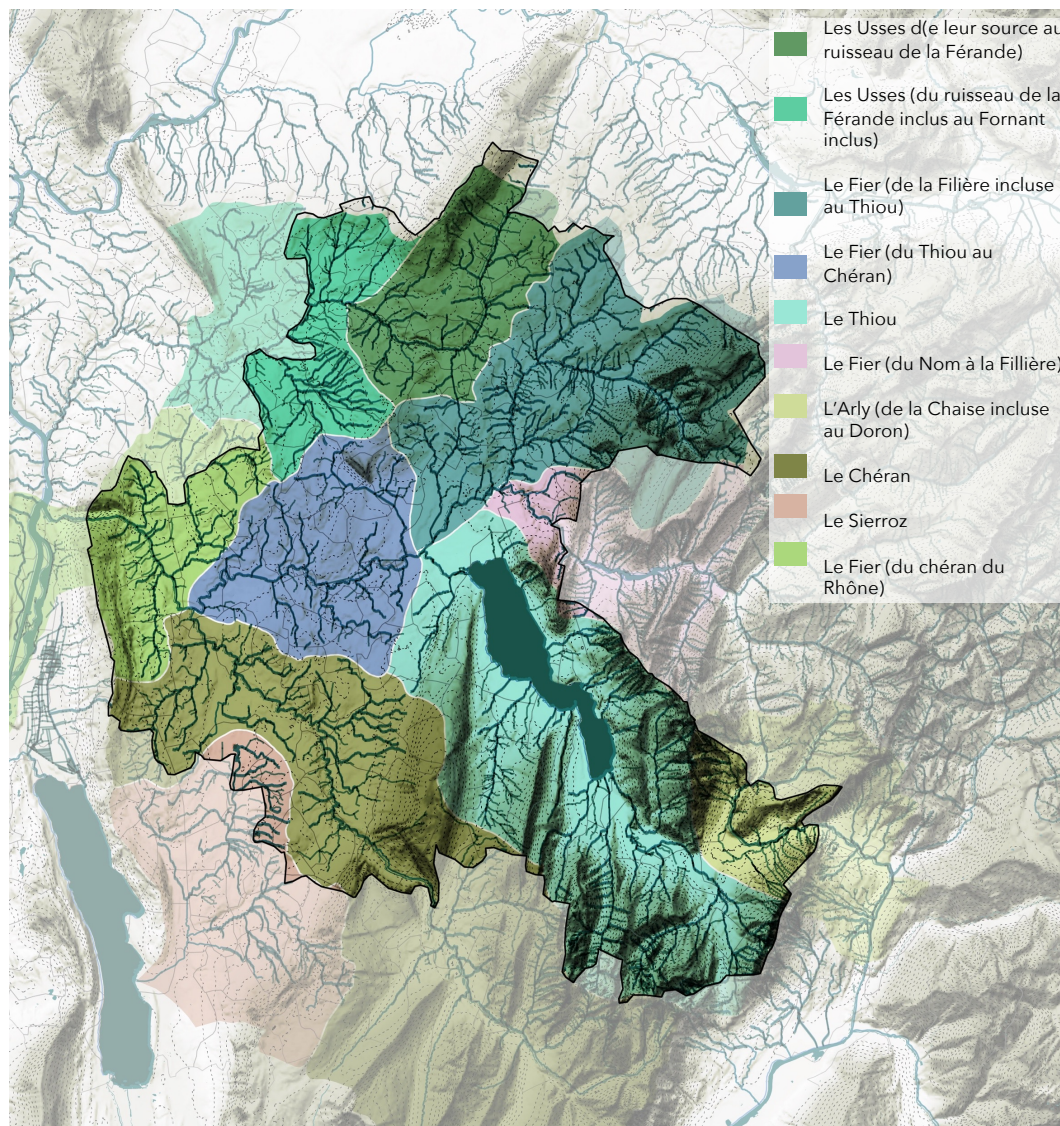 Les Usses d(e leur source au
ruisseau de la Férande)
Les Usses (du ruisseau de la
Férande inclus au Fornant
inclus)
Le Fier (de la Filière incluse
au Thiou)
Le Fier (du Thiou au
Chéran)
Le Thiou
Le Fier (du Nom à la Fillière)
L'Arly (de la Chaise incluse
au Doron)
Le Chéran
Le Sierroz
Le Fier (du chéran du
Rhône)